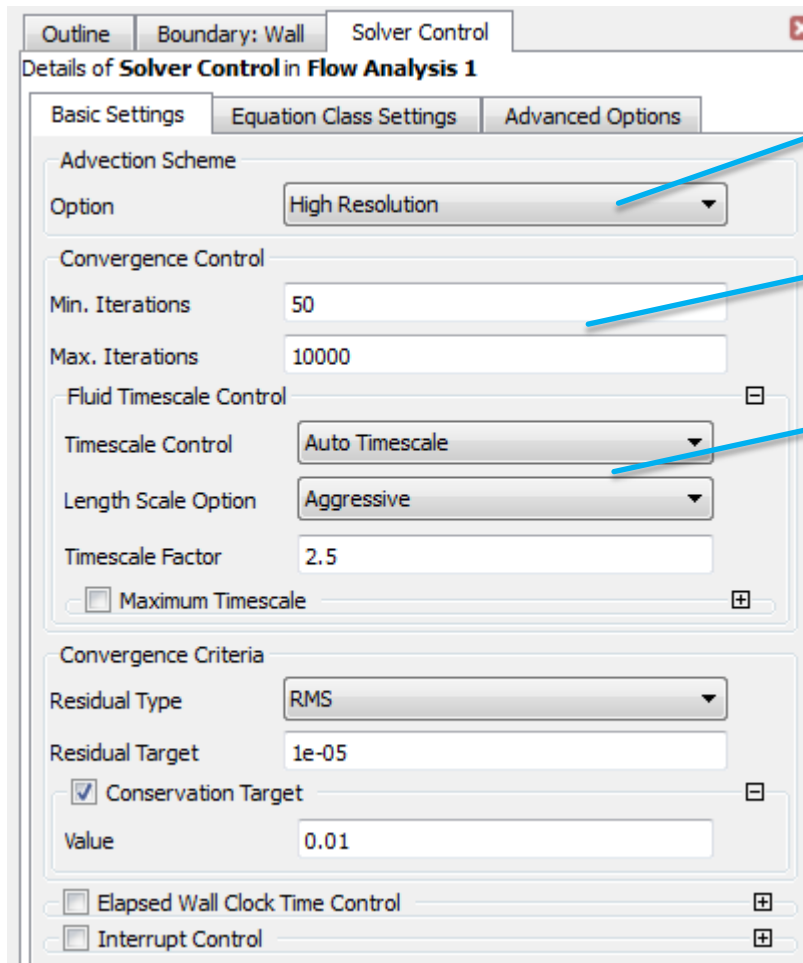 Outline Boundary: Wall Solver Control
Details of Solver Control in Flow Analysis 1
Basic Settings Equation Class Settings Advanced Options
Advection Scheme
Option High Resolution
Convergence Control
Min. Iterations 50
Max. Iterations 10000
Fluid Timescale Control
Timescale Control Auto Timescale
Length Scale Option Aggressive
Timescale Factor 2.5
Maximum Timescale
Convergence Criteria
Residual Type RMS
Residual Target 1e-05
Conservation Target
Value 0.01
Elapsed Wall Clock Time Control
Interrupt Control